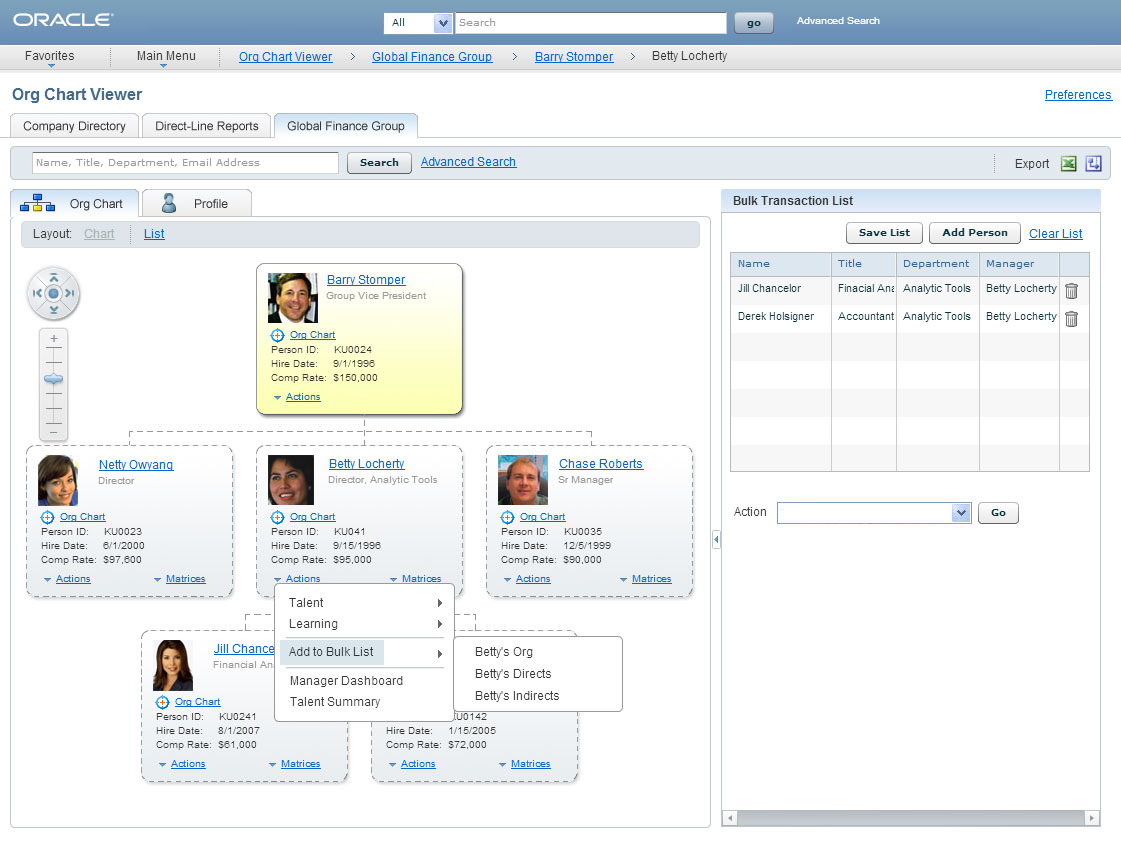 ORACLE
All Search go Advanced Search
Favorites Main Menu Org Chart Viewer > Global Finance Group > Barry Stomper > Betty Locherty
Org Chart Viewer
Preferences
Company Directory Direct-Line Reports Global Finance Group
Name, Title, Department, Email Address Search Advanced Search Export
Org Chart Profile
Layout: Chart List
Barry Stomper
Group Vice President
Org Chart
Person ID: KU0024
Hire Date: 9/1/1996
Comp Rate: $150,000
Actions
Netty Owyang
Director
Org Chart
Person ID: KU0023
Hire Date: 6/1/2000
Comp Rate: $97,600
Actions Matrices
Betty Locherty
Director, Analytic Tools
Org Chart
Person ID: KU041
Hire Date: 9/15/1996
Comp Rate: $95,000
Actions Matrices
Chase Roberts
Sr Manager
Org Chart
Person ID: KU0035
Hire Date: 12/5/1999
Comp Rate: $90,000
Actions Matrices
Talent
Learning
Add to Bulk List
Manager Dashboard
Talent Summary
Betty's Org
Betty's Directs
Betty's Indirects
Jill Chance
Financial An
Org Chart
Person ID: KU0241
Hire Date: 8/1/2007
Comp Rate: $61,000
Actions Matrices
KU0142
Hire Date: 1/15/2005
Comp Rate: $72,000
Actions Matrices
Bulk Transaction List
Save List Add Person Clear List
Name Title Department Manager
Jill Chancelor Finacial Ana Analytic Tools Betty Locherty
Derek Holsigner Accountant Analytic Tools Betty Locherty
Action Go